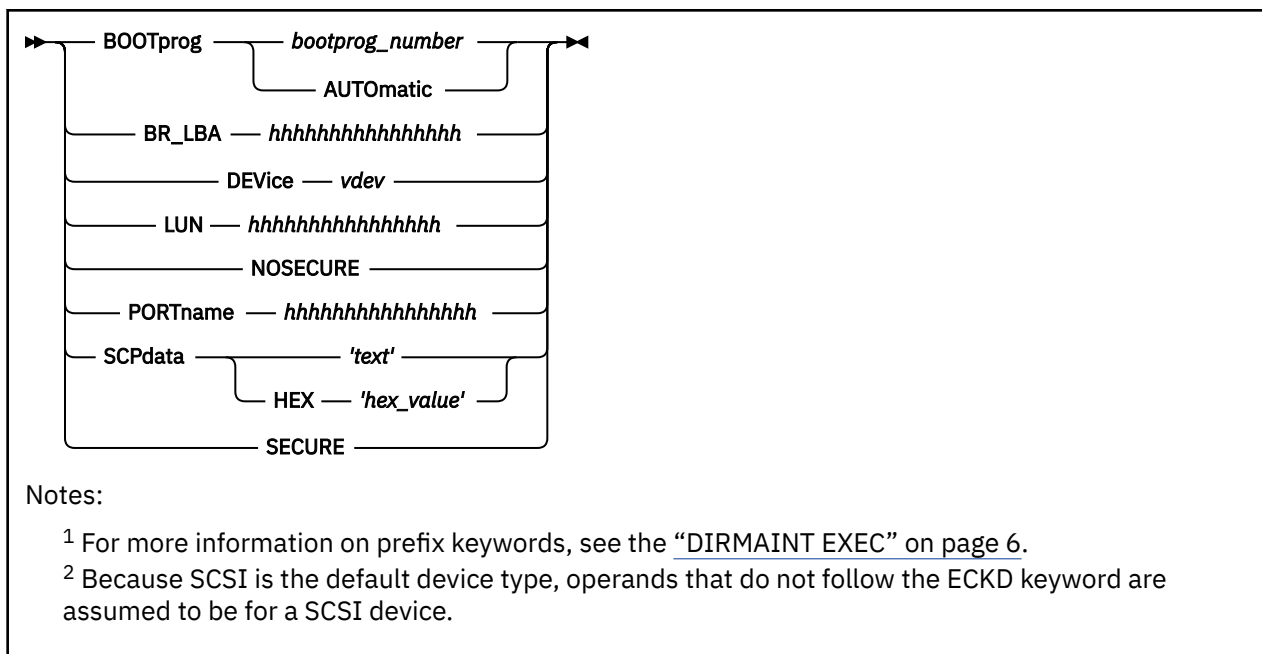 BOOTprog bootprog_number
AUTOmatic
BR_LBA hhhhhhhhhhhhhhhh
DEVice vdev
LUN hhhhhhhhhhhhhhhh
NOSECURE
PORTname hhhhhhhhhhhhhhhh
SCPdata 'text'
HEX 'hex_value'
SECURE
Notes:
1 For more information on prefix keywords, see the “DIRMAINT EXEC” on page 6.
2 Because SCSI is the default device type, operands that do not follow the ECKD keyword are
assumed to be for a SCSI device.